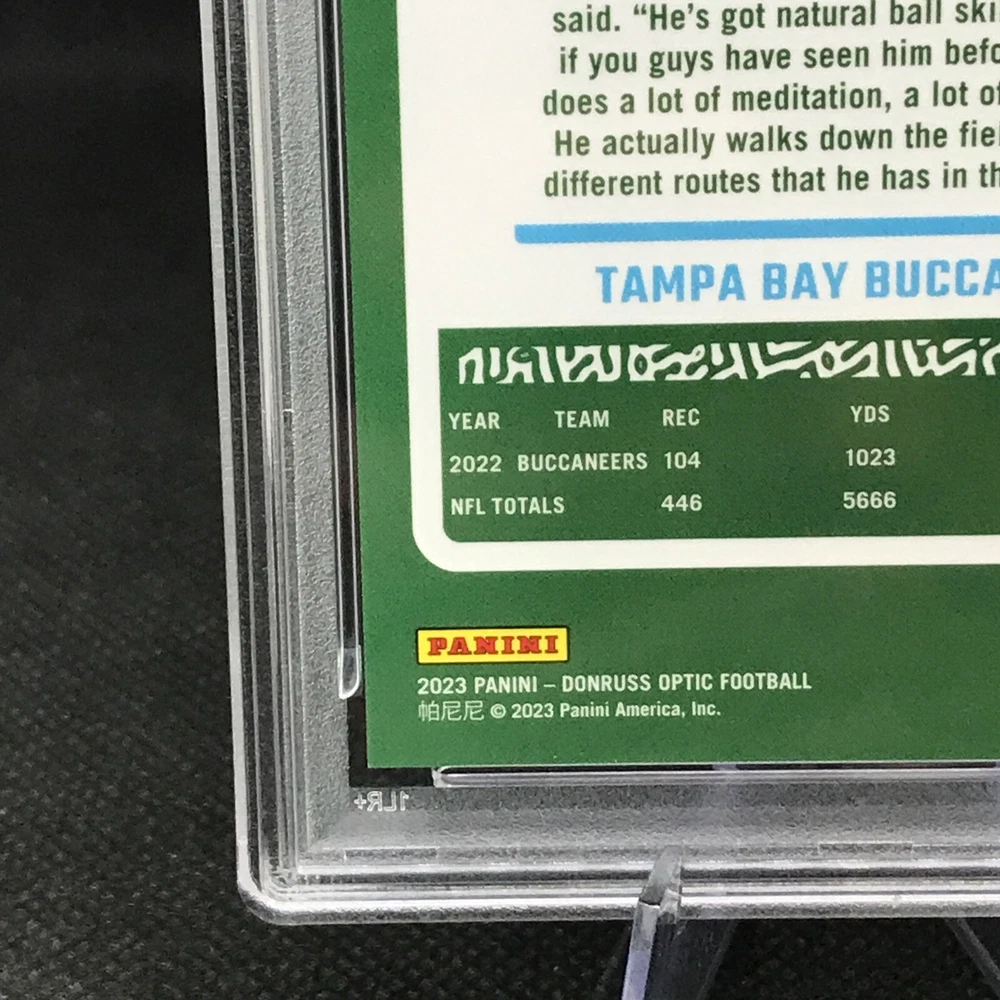 said. “He’s got natural ball
if you guys have seen him
does a lot of meditation, a lot of
He actually walks down the
different routes that he has in
TAMPA BAY
YEAR TEAM REC YDS
2022 BUCCANEERS 104 1023
NFL TOTALS 446 5666
PANINI
2023 PANINI – DONRUSS OPTIC FOOTBALL
帕尼尼 © 2023 Panini America, Inc.
1LR+